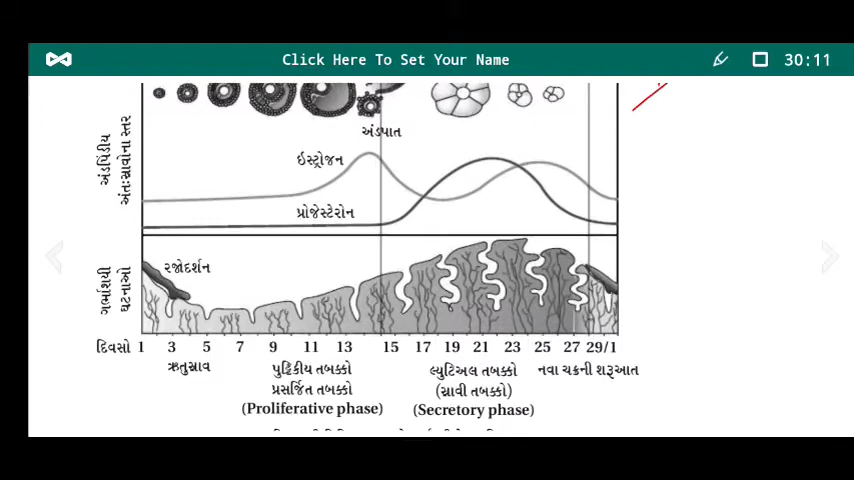 Click Here To Set Your Name
30:11
અંડપાત
અંડપિંડીય
અંતઃસ્રાવોના સ્તર
ઇસ્ટ્રોજન
પ્રોજેસ્ટેરોન
ગર્ભાશયી
ઘટનાઓ
રજોદર્શન
દિવસો 1 3 5 7 9 11 13 15 17 19 21 23 25 27 29/1
ઋતુસ્રાવ
પુટ્ટિકીય તબક્કો
પ્રસર્જિત તબક્કો
(Proliferative phase)
લ્યુટિઅલ તબક્કો
(સ્રાવી તબક્કો)
(Secretory phase)
નવા ચક્રની શરૂઆત